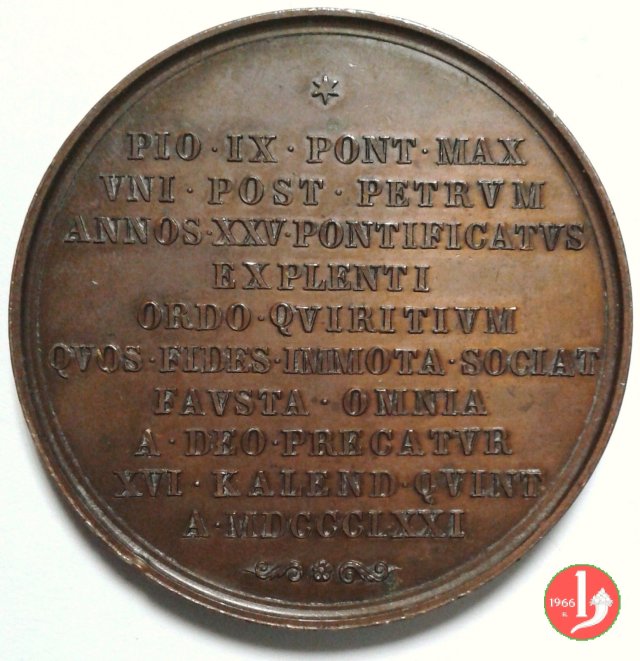 PIO · IX · PONT · MAX
VNI · POST · PETRVM
ANNOS · XXV · PONTIFICATVS
EXPLENTI
ORDO · QVIRITIVM
QVOS · FIDES · IMMOTA · SOCIAT
FAVSTA · OMNIA
A · DEO · PRECATVR
XVI · KALEND · QVINT
A · MDCCCLXXI
1966